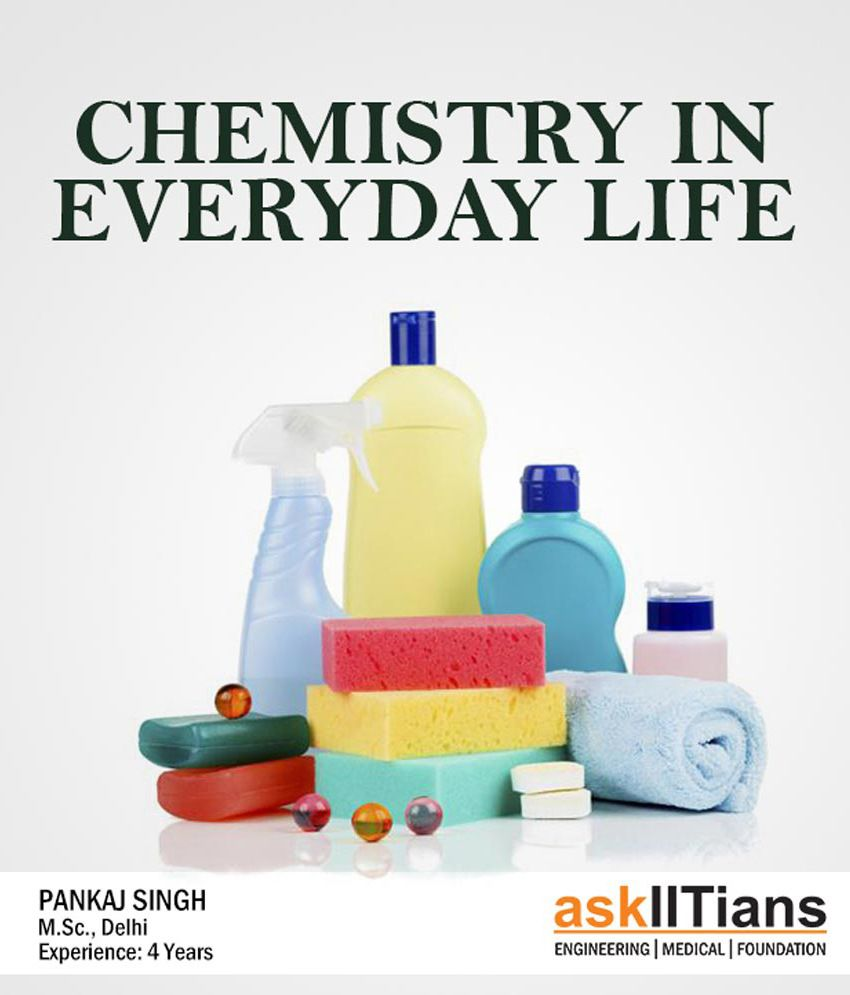 CHEMISTRY IN
EVERYDAY LIFE
PANKAJ SINGH
M.Sc., Delhi
Experience: 4 Years
askIITians
ENGINEERING | MEDICAL | FOUNDATION